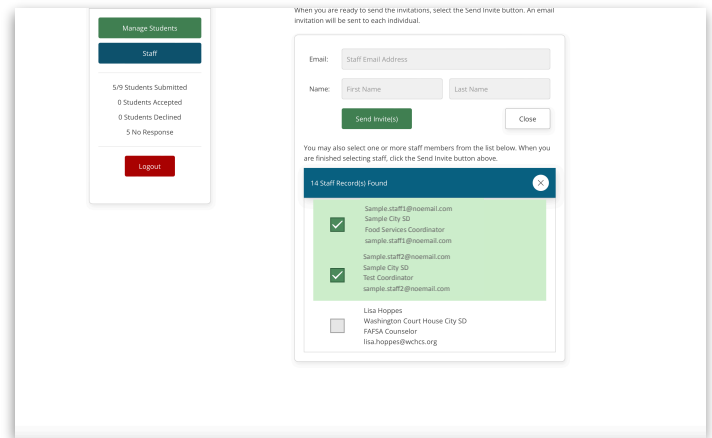 When you are ready to send the invitations, select the Send Invite button. An email
invitation will be sent to each individual.
Manage Students
Staff
5/9 Students Submitted
0 Students Accepted
0 Students Declined
5 No Response
Logout
Email:
Staff Email Address
Name:
First Name
Last Name
Send Invite(s)
Close
You may also select one or more staff members from the list below. When you
are finished selecting staff, click the Send Invite button above.
14 Staff Record(s) Found
Sample.staff1@noemail.com
Sample City SD
Food Services Coordinator
sample.staff1@noemail.com
Sample.staff2@noemail.com
Sample City SD
Test Coordinator
sample.staff2@noemail.com
Lisa Hoppes
Washington Court House City SD
FAFSA Counselor
lisa.hoppes@wchcs.org